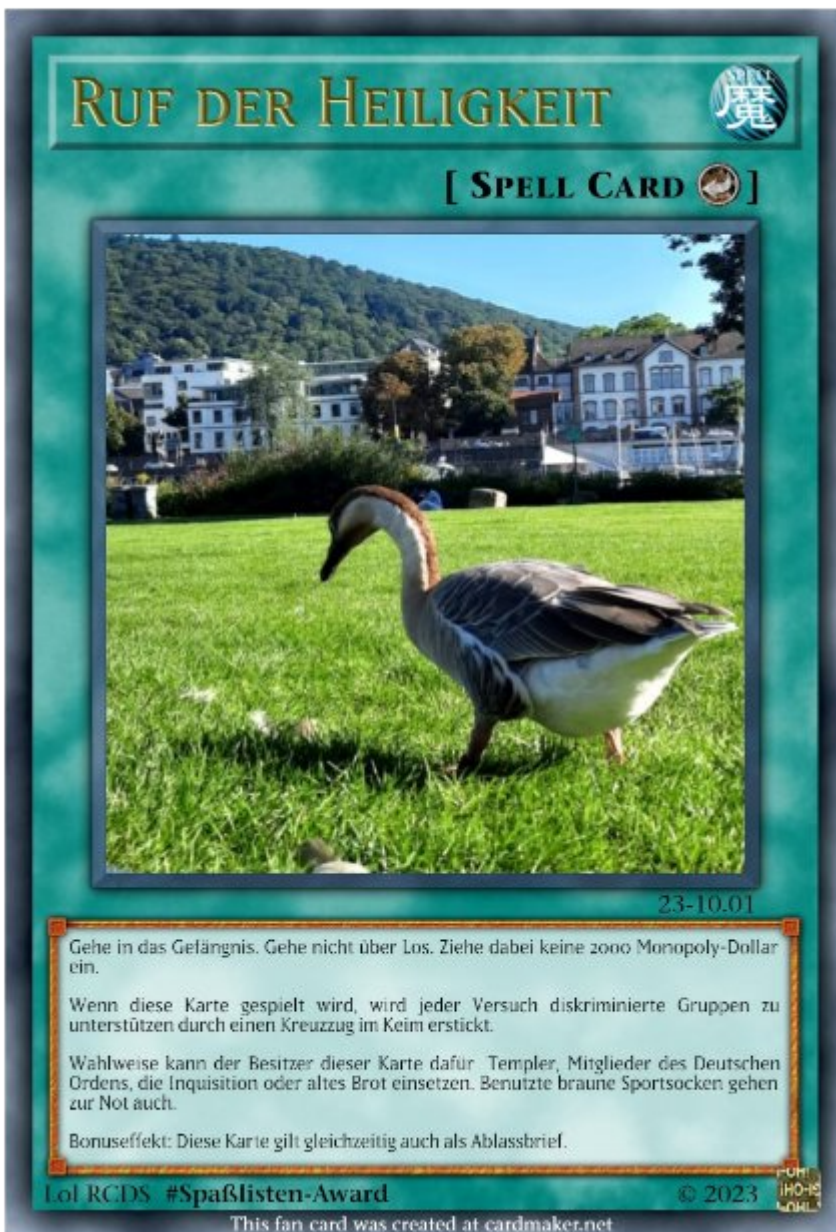 RUF DER HEILIGKEIT
SPELL
魔
[ SPELL CARD ]
23-10.01
Gehe in das Gefängnis. Gehe nicht über Los. Ziehe dabei keine 2000 Monopoly-Dollar
ein.
Wenn diese Karte gespielt wird, wird jeder Versuch diskriminierte Gruppen zu
unterstützen durch einen Kreuzzug im Keim erstickt.
Wahlweise kann der Besitzer dieser Karte dafür Templer, Mitglieder des Deutschen
Ordens, die Inquisition oder altes Brot einsetzen. Benutzte braune Sportsocken gehen
zur Not auch.
Bonuseffekt: Diese Karte gilt gleichzeitig auch als Ablassbrief.
Lol RCDS #Spaßlisten-Award
© 2023
This fan card was created at cardmaker.net